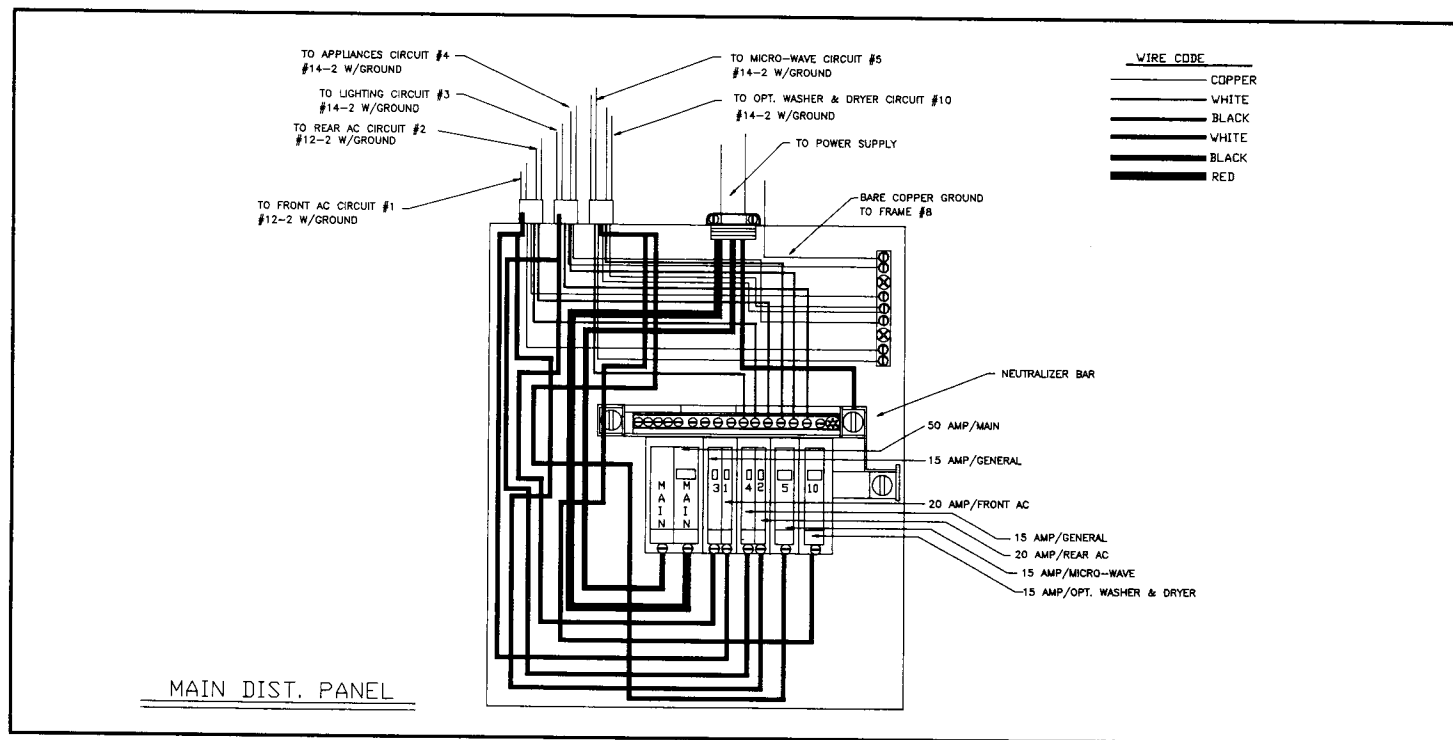 TO APPLIANCES CIRCUIT #4
#14-2 W/GROUND
TO LIGHTING CIRCUIT #3
#14-2 W/GROUND
TO REAR AC CIRCUIT #2
#12-2 W/GROUND
TO FRONT AC CIRCUIT #1
#12-2 W/GROUND
TO MICRO-WAVE CIRCUIT #5
#14-2 W/GROUND
TO OPT. WASHER & DRYER CIRCUIT #10
#14-2 W/GROUND
TO POWER SUPPLY
BARE COPPER GROUND
TO FRAME #8
WIRE CODE
COPPER
WHITE
BLACK
WHITE
BLACK
RED
NEUTRALIZER BAR
50 AMP/MAIN
15 AMP/GENERAL
20 AMP/FRONT AC
15 AMP/GENERAL
20 AMP/REAR AC
15 AMP/MICRO-WAVE
15 AMP/OPT. WASHER & DRYER
MAIN
MAIN
3 1
4 2
5
10
MAIN DIST. PANEL